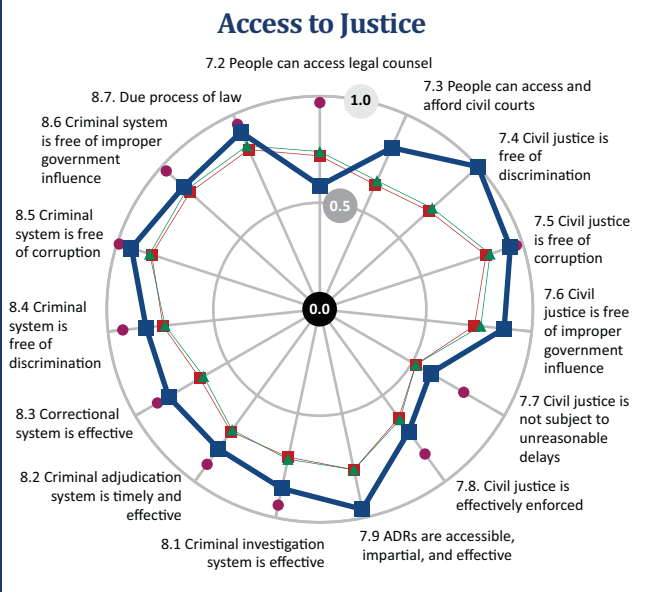 Access to Justice
7.2 People can access legal counsel
1.0
7.3 People can access and
afford civil courts
7.4 Civil justice is
free of
discrimination
7.5 Civil justice
is free of
corruption
7.6 Civil
justice is free
of improper
government
influence
7.7 Civil justice is
not subject to
unreasonable
delays
7.8. Civil justice is
effectively enforced
7.9 ADRs are accessible,
impartial, and effective
8.1 Criminal investigation
system is effective
8.2 Criminal adjudication
system is timely and
effective
8.3 Correctional
system is effective
8.4 Criminal
system is
free of
discrimination
8.5 Criminal
system is free
of corruption
8.6 Criminal system
is free of improper
government
influence
8.7. Due process of law
0.5
0.0